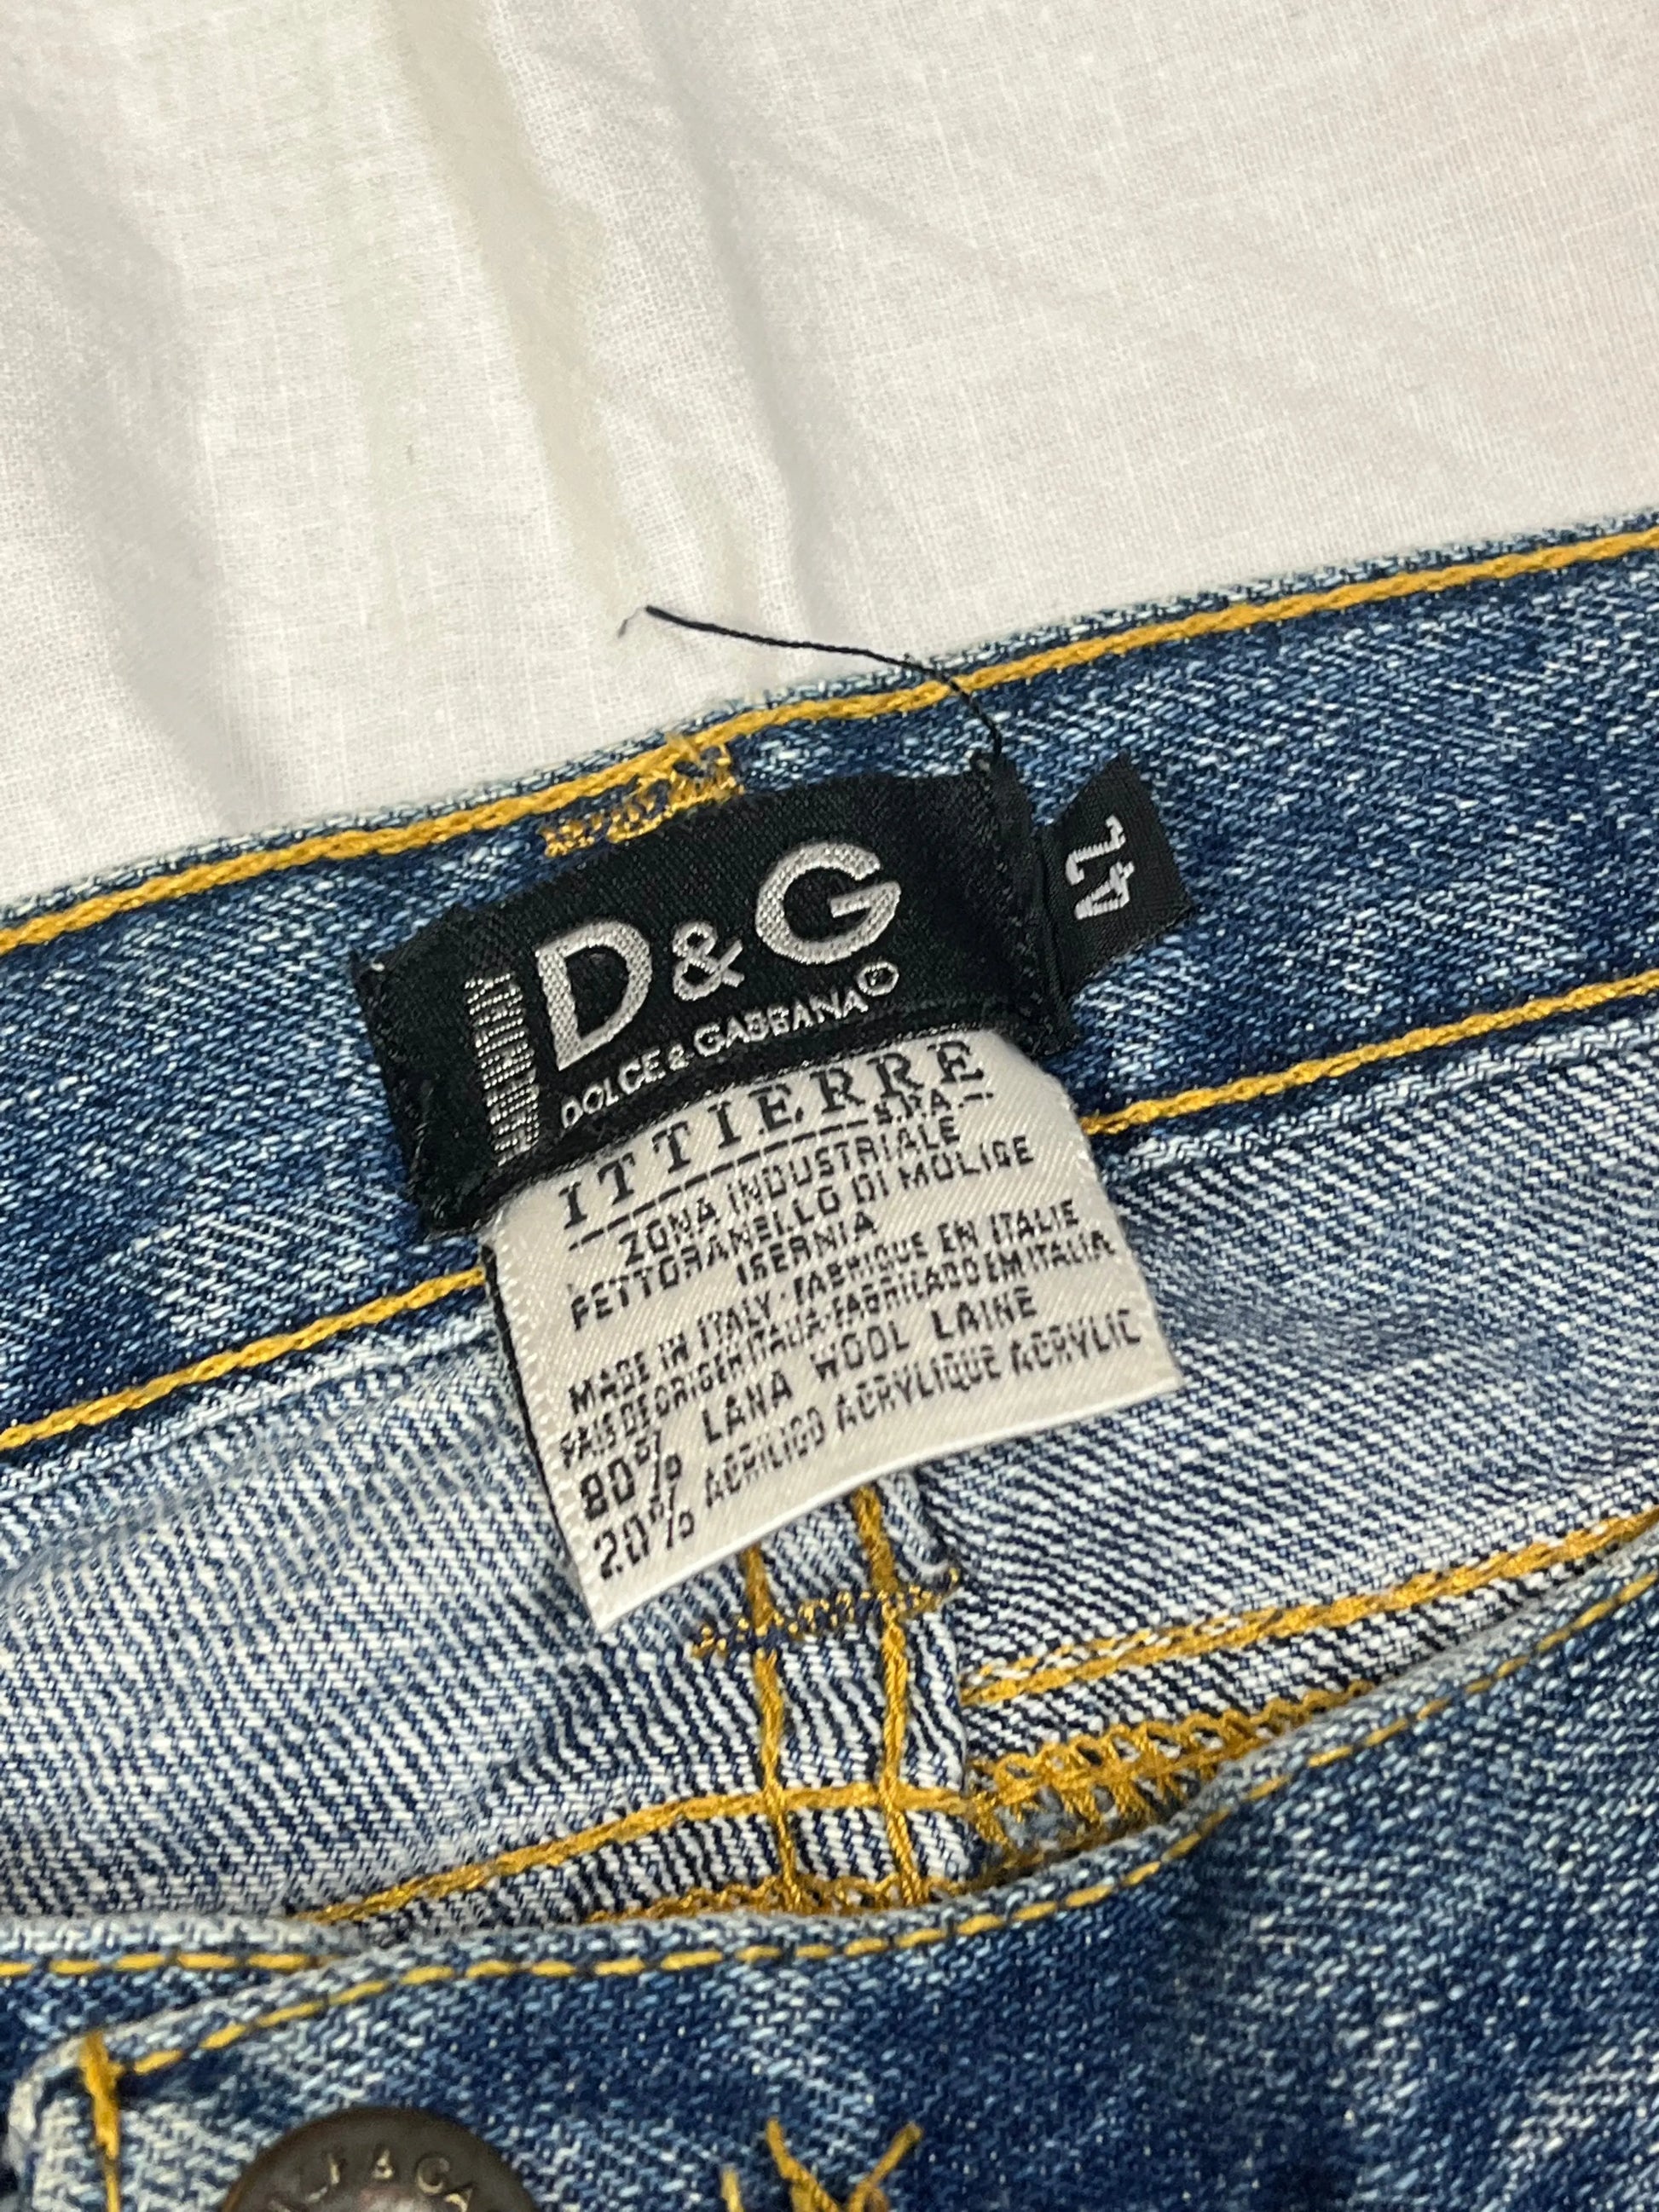 D&G
DOLCE & GABBANA®
42
ITTIERRE
S.P.A.
ZONA INDUSTRIALE
PETTORANELLO DI MOLISE
ISERNIA
MADE IN ITALY-FABRIQUE EN ITALIE
PAIS DE ORIGEN ITALIA-FABRICADO EM ITALIA
80% LANA WOOL LAINE
20% ACRILICO ACRYLIQUE ACRYLIC
& GA